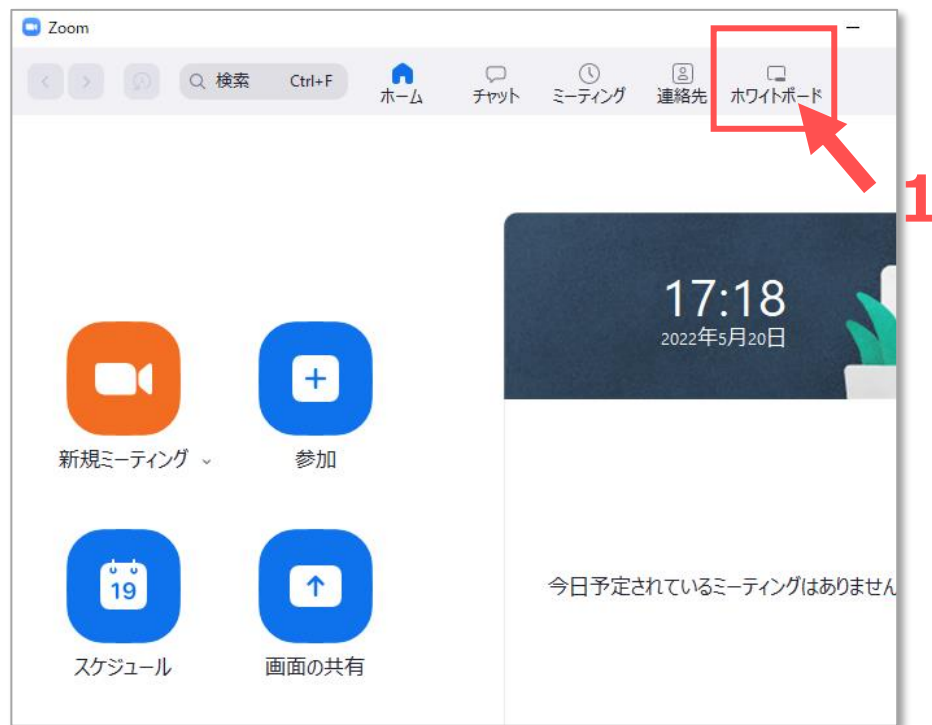 Zoom
検索 Ctrl+F
ホーム
チャット
ミーティング
連絡先
ホワイトボード
1
17:18
2022年5月20日
新規ミーティング
参加
19
スケジュール
画面の共有
今日予定されているミーティングはありません